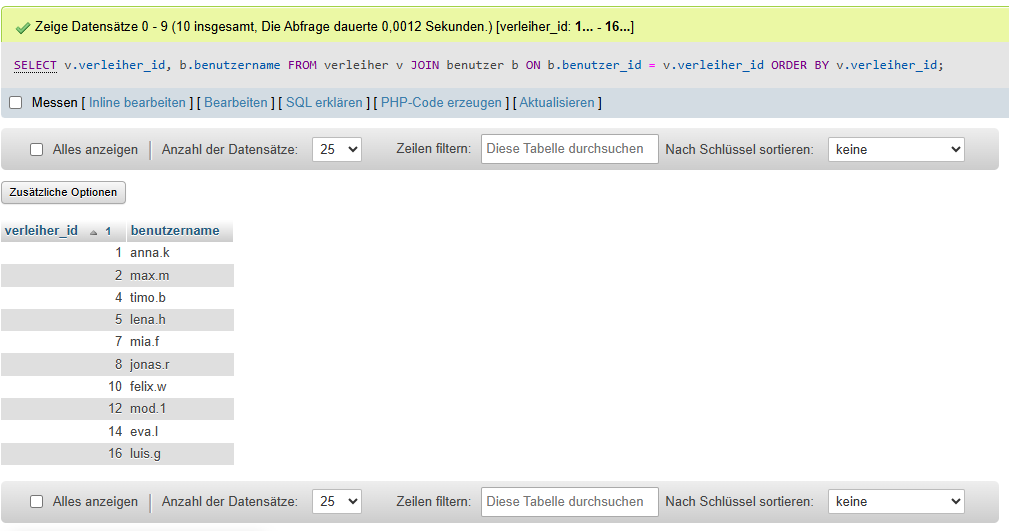 Zeige Datensätze 0 - 9 (10 insgesamt, Die Abfrage dauerte 0,0012 Sekunden.) [verleiher_id: 1... - 16...]
SELECT v.verleiher_id, b.benutzername FROM verleiher v JOIN benutzer b ON b.benutzer_id = v.verleiher_id ORDER BY v.verleiher_id;
Messen [ Inline bearbeiten ] [ Bearbeiten ] [ SQL erklären ] [ PHP-Code erzeugen ] [ Aktualisieren ]
Alles anzeigen Anzahl der Datensätze: 25 Zeilen filtern: Diese Tabelle durchsuchen Nach Schlüssel sortieren: keine
Zusätzliche Optionen
verleiher_id 1 benutzername
1 anna.k
2 max.m
4 timo.b
5 lena.h
7 mia.f
8 jonas.r
10 felix.w
12 mod.1
14 eva.l
16 luis.g
Alles anzeigen Anzahl der Datensätze: 25 Zeilen filtern: Diese Tabelle durchsuchen Nach Schlüssel sortieren: keine